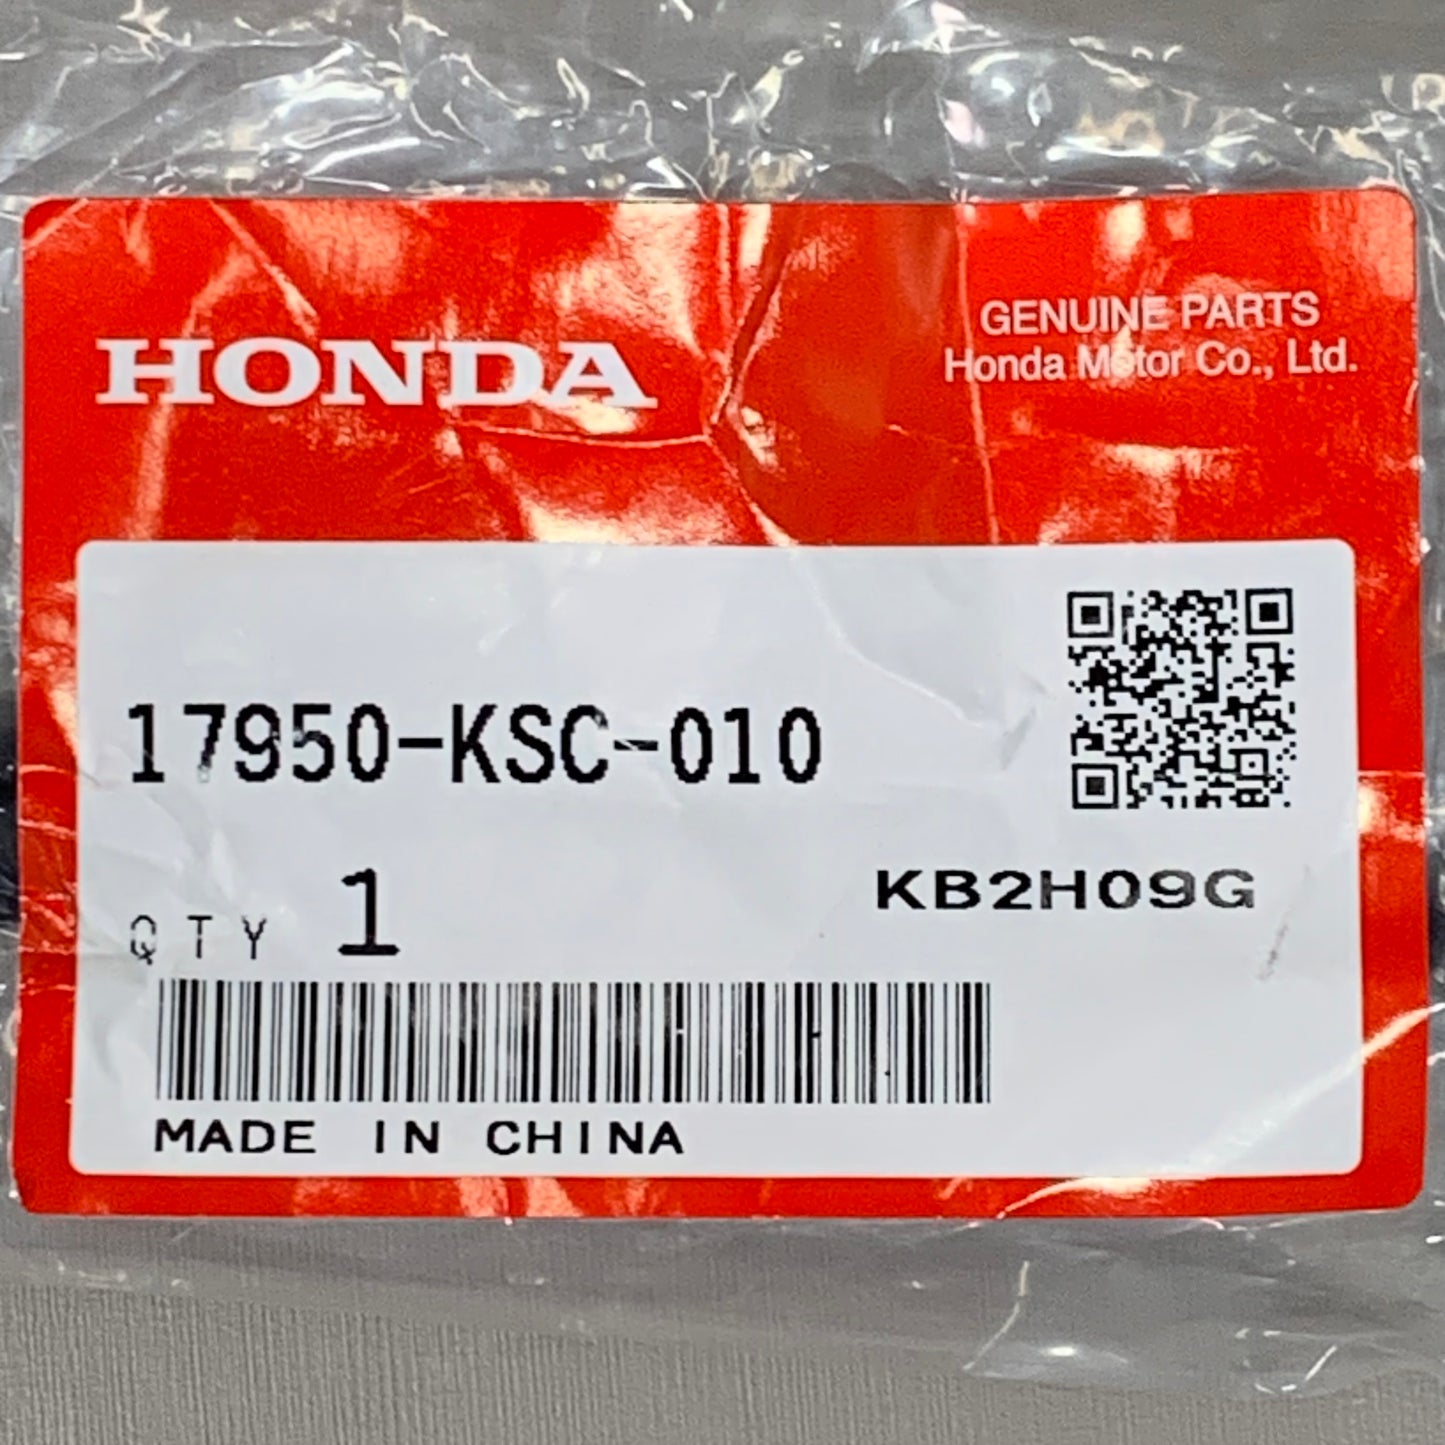 HONDA
GENUINE PARTS
Honda Motor Co., Ltd.
17950-KSC-010
KB2H09G
QTY 1
MADE IN CHINA